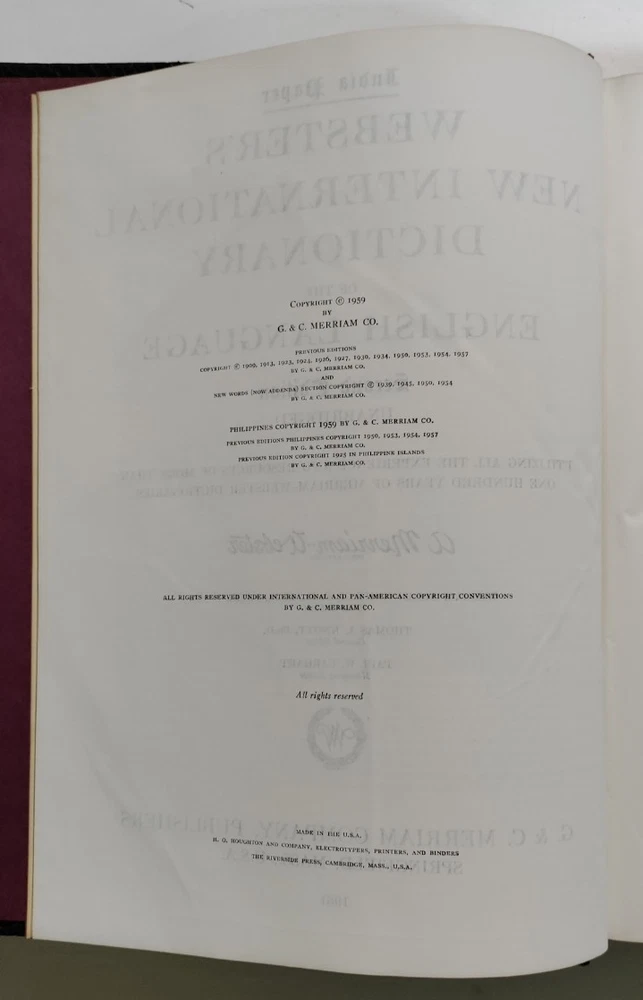 COPYRIGHT © 1959
BY
G. & C. MERRIAM CO.
PREVIOUS EDITIONS
COPYRIGHT © 1909, 1913, 1923, 1924, 1926, 1927, 1930, 1934, 1950, 1953, 1954, 1957
BY G. & C. MERRIAM CO.
AND
NEW WORDS (NOW ADDENDA) SECTION COPYRIGHT © 1939, 1945, 1950, 1954
BY G. & C. MERRIAM CO.
PHILIPPINES COPYRIGHT 1959 BY G. & C. MERRIAM CO.
PREVIOUS EDITIONS PHILIPPINES COPYRIGHT 1950, 1953, 1954, 1957
BY G. & C. MERRIAM CO.
PREVIOUS EDITION COPYRIGHT 1925 IN PHILIPPINE ISLANDS
BY G. & C. MERRIAM CO.
ALL RIGHTS RESERVED UNDER INTERNATIONAL AND PAN-AMERICAN COPYRIGHT CONVENTIONS
BY G. & C. MERRIAM CO.
All rights reserved
MADE IN THE U.S.A.
H. O. HOUGHTON AND COMPANY, ELECTROTYPERS, PRINTERS, AND BINDERS
THE RIVERSIDE PRESS, CAMBRIDGE, MASS., U.S.A.